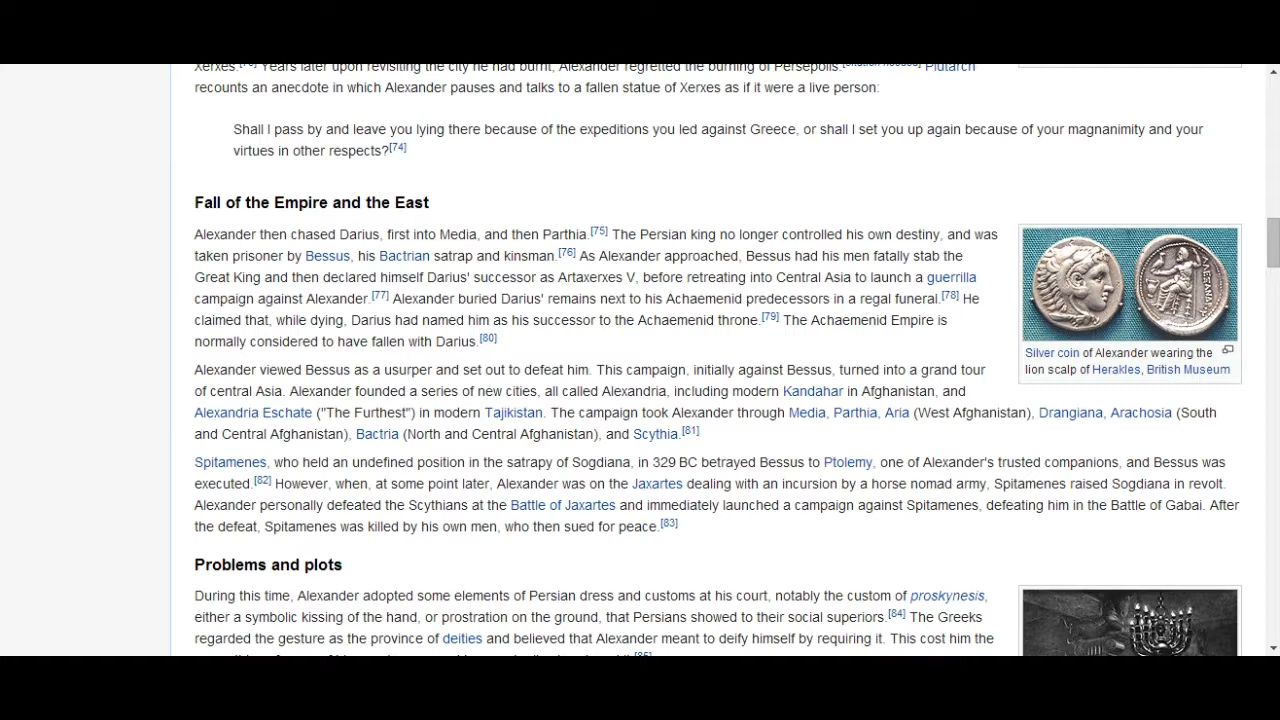 Xerxes.[73] Years later upon revisiting the city he had burnt, Alexander regretted the burning of Persepolis.[citation needed] Plutarch
recounts an anecdote in which Alexander pauses and talks to a fallen statue of Xerxes as if it were a live person:
Shall I pass by and leave you lying there because of the expeditions you led against Greece, or shall I set you up again because of your magnanimity and your
virtues in other respects?[74]
Fall of the Empire and the East
Alexander then chased Darius, first into Media, and then Parthia.[75] The Persian king no longer controlled his own destiny, and was
taken prisoner by Bessus, his Bactrian satrap and kinsman.[76] As Alexander approached, Bessus had his men fatally stab the
Great King and then declared himself Darius' successor as Artaxerxes V, before retreating into Central Asia to launch a guerrilla
campaign against Alexander.[77] Alexander buried Darius' remains next to his Achaemenid predecessors in a regal funeral.[78] He
claimed that, while dying, Darius had named him as his successor to the Achaemenid throne.[79] The Achaemenid Empire is
normally considered to have fallen with Darius.[80]
Silver coin of Alexander wearing the
lion scalp of Herakles, British Museum
Alexander viewed Bessus as a usurper and set out to defeat him. This campaign, initially against Bessus, turned into a grand tour
of central Asia. Alexander founded a series of new cities, all called Alexandria, including modern Kandahar in Afghanistan, and
Alexandria Eschate ("The Furthest") in modern Tajikistan. The campaign took Alexander through Media, Parthia, Aria (West Afghanistan), Drangiana, Arachosia (South
and Central Afghanistan), Bactria (North and Central Afghanistan), and Scythia.[81]
Spitamenes, who held an undefined position in the satrapy of Sogdiana, in 329 BC betrayed Bessus to Ptolemy, one of Alexander's trusted companions, and Bessus was
executed.[82] However, when, at some point later, Alexander was on the Jaxartes dealing with an incursion by a horse nomad army, Spitamenes raised Sogdiana in revolt.
Alexander personally defeated the Scythians at the Battle of Jaxartes and immediately launched a campaign against Spitamenes, defeating him in the Battle of Gabai. After
the defeat, Spitamenes was killed by his own men, who then sued for peace.[83]
Problems and plots
During this time, Alexander adopted some elements of Persian dress and customs at his court, notably the custom of proskynesis,
either a symbolic kissing of the hand, or prostration on the ground, that Persians showed to their social superiors.[84] The Greeks
regarded the gesture as the province of deities and believed that Alexander meant to deify himself by requiring it. This cost him the